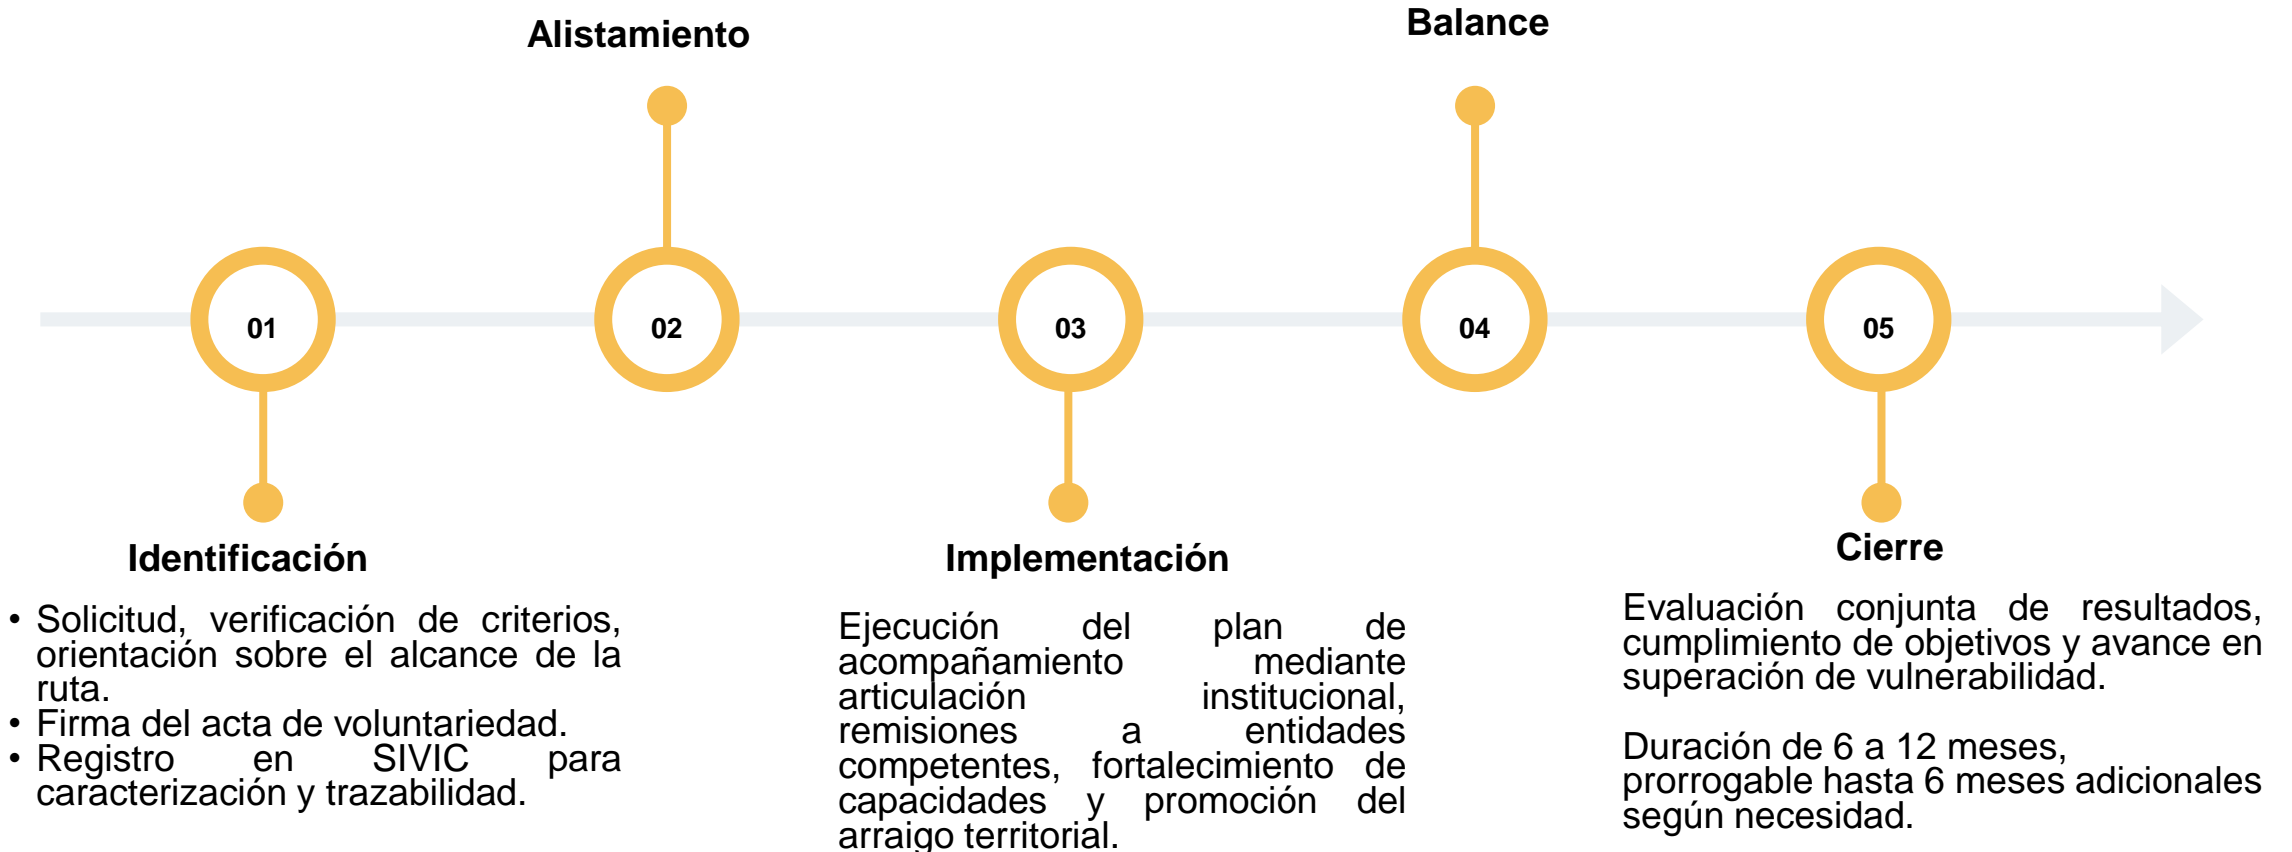 Alistamiento
Balance
01
02
03
04
05
Identificación
• Solicitud, verificación de criterios,
orientación sobre el alcance de la
ruta.
• Firma del acta de voluntariedad.
• Registro en SIVIC para
caracterización y trazabilidad.
Implementación
Ejecución del plan de
acompañamiento mediante
articulación institucional,
remisiones a entidades
competentes, fortalecimiento de
capacidades y promoción del
arraigo territorial.
Cierre
Evaluación conjunta de resultados,
cumplimiento de objetivos y avance en
superación de vulnerabilidad.
Duración de 6 a 12 meses,
prorrogable hasta 6 meses adicionales
según necesidad.